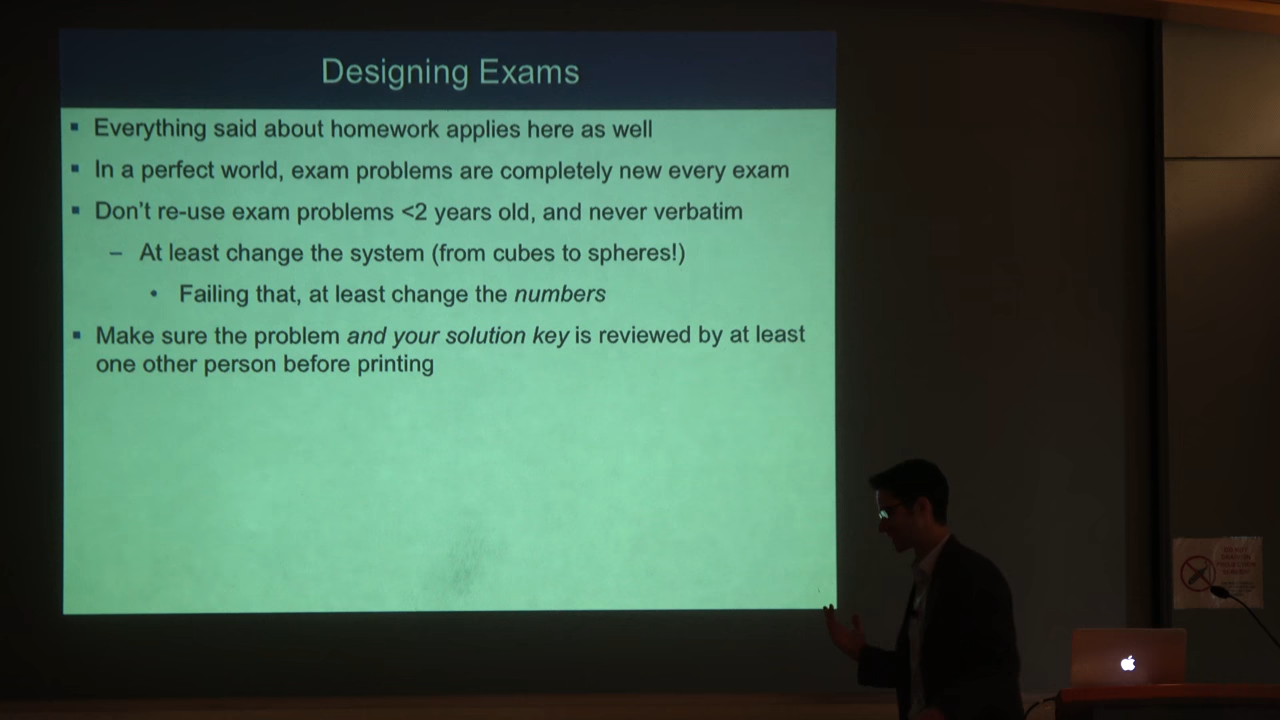 Designing Exams
▪ Everything said about homework applies here as well
▪ In a perfect world, exam problems are completely new every exam
▪ Don't re-use exam problems <2 years old, and never verbatim
– At least change the system (from cubes to spheres!)
• Failing that, at least change the numbers
▪ Make sure the problem and your solution key is reviewed by at least
one other person before printing